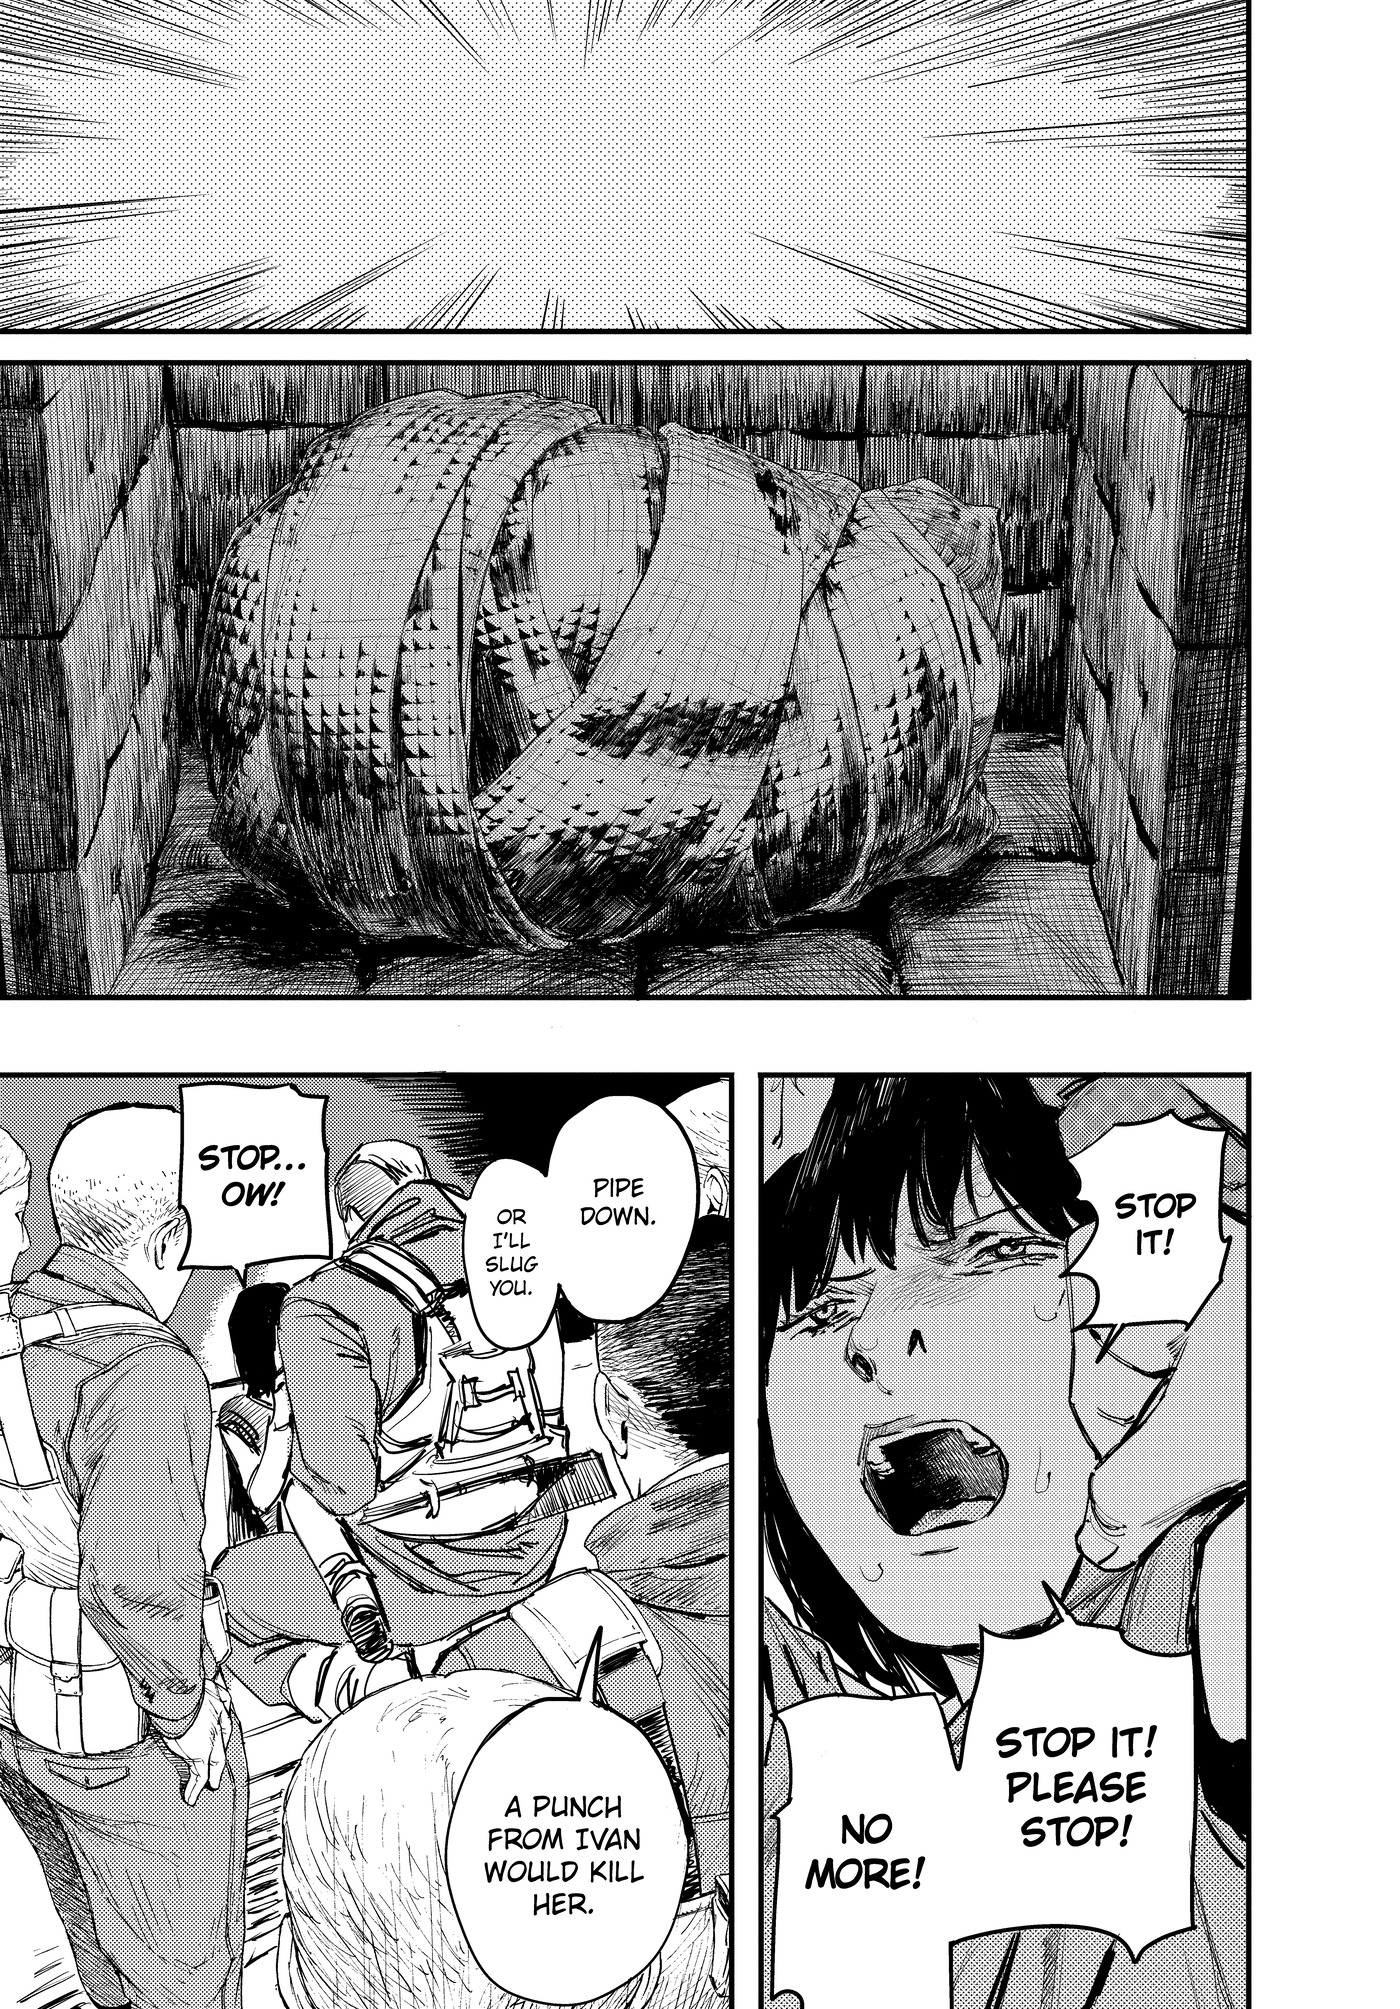 STOP
IT!
STOP IT!
PLEASE
STOP!
NO
MORE!
PIPE
DOWN.
OR
I'LL
SLUG
YOU.
STOP...
OW!
A PUNCH
FROM IVAN
WOULD KILL
HER.